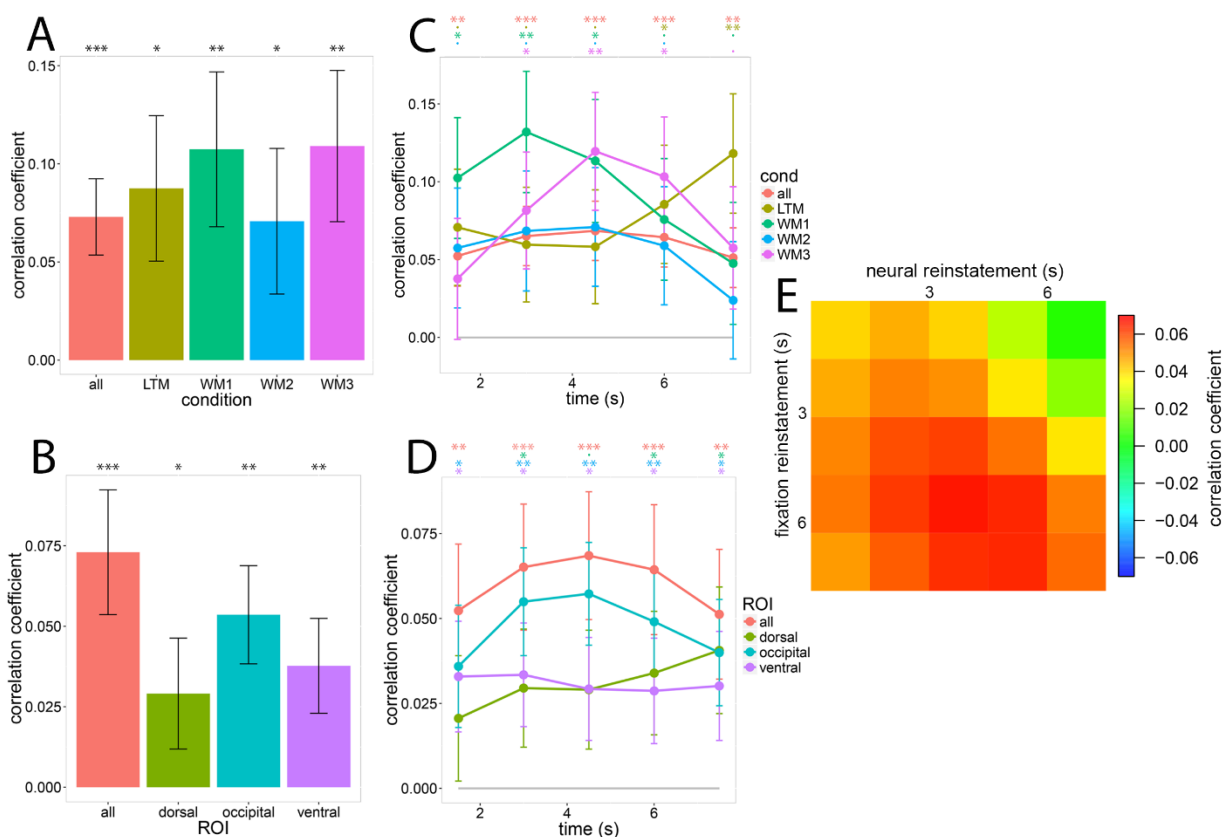 A
*** * ** * **
0.15
0.10
0.05
0.00
correlation coefficient
all LTM WM1 WM2 WM3
condition
B
*** * ** **
0.075
0.050
0.025
0.000
correlation coefficient
all dorsal occipital ventral
ROI
C
** *** *** *** **
. . . * **
* ** * . .
. . . .
* ** * .
0.15
0.10
0.05
0.00
correlation coefficient
2 4 6
time (s)
cond
all
LTM
WM1
WM2
WM3
D
** *** *** *** **
* . * *
* ** ** ** **
* * * * *
0.075
0.050
0.025
0.000
correlation coefficient
2 4 6
time (s)
ROI
all
dorsal
occipital
ventral
E
neural reinstatement (s)
3 6
fixation reinstatement (s)
3
6
0.06
0.04
0.02
0.00
−0.02
−0.04
−0.06
correlation coefficient